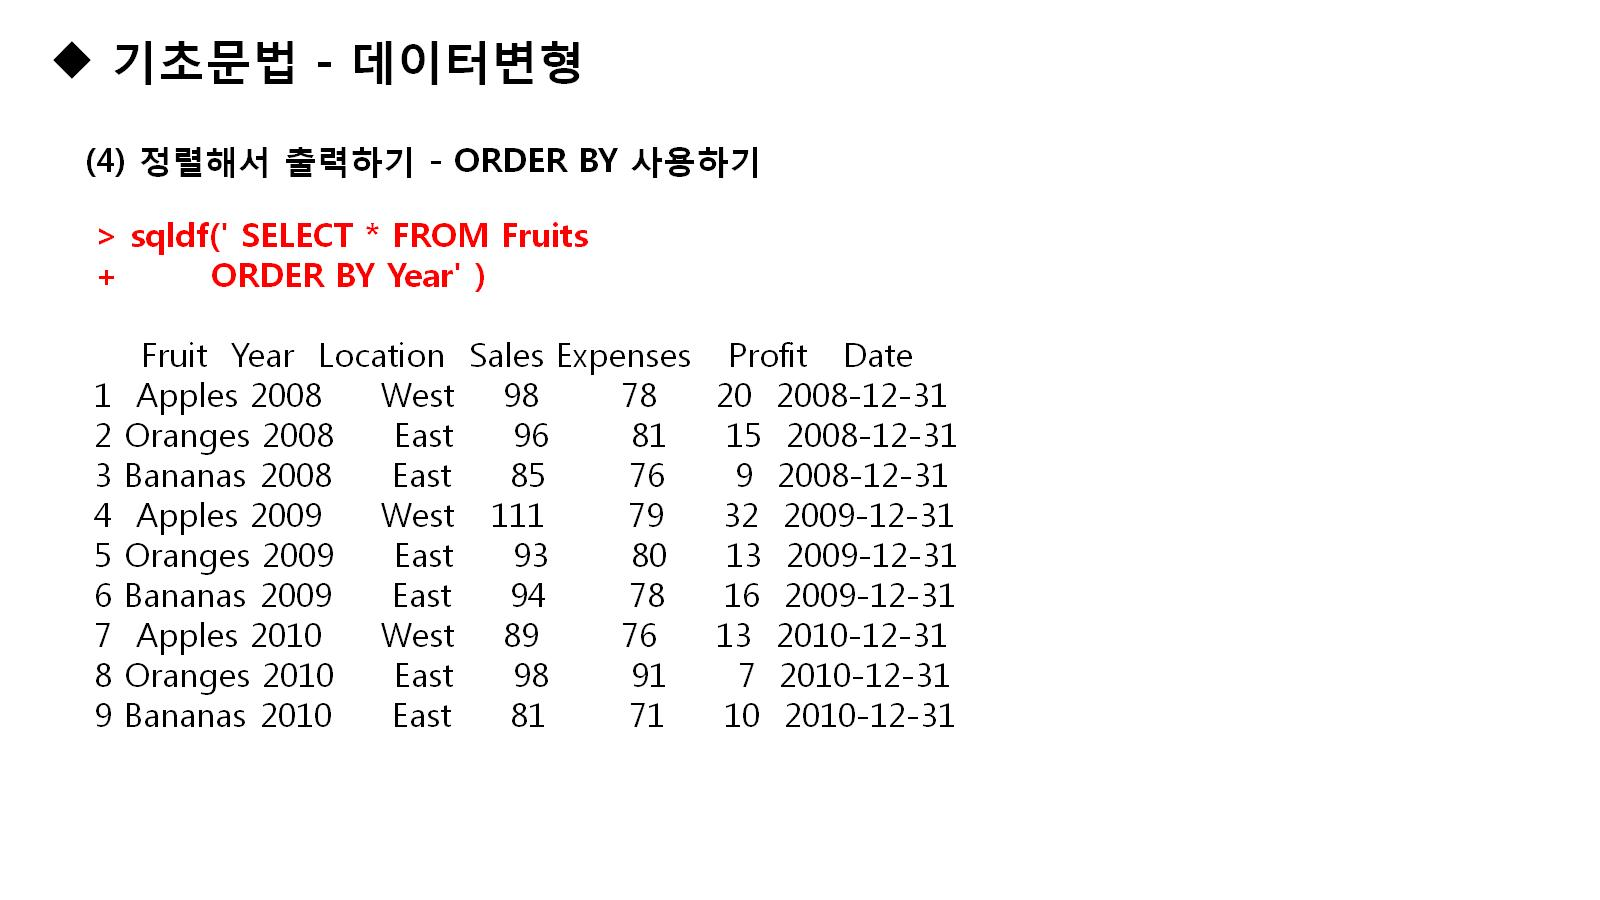 ◆ 기초문법 - 데이터변형
(4) 정렬해서 출력하기 - ORDER BY 사용하기
> sqldf(' SELECT * FROM Fruits
+ ORDER BY Year' )
Fruit Year Location Sales Expenses Profit Date
1 Apples 2008 West 98 78 20 2008-12-31
2 Oranges 2008 East 96 81 15 2008-12-31
3 Bananas 2008 East 85 76 9 2008-12-31
4 Apples 2009 West 111 79 32 2009-12-31
5 Oranges 2009 East 93 80 13 2009-12-31
6 Bananas 2009 East 94 78 16 2009-12-31
7 Apples 2010 West 89 76 13 2010-12-31
8 Oranges 2010 East 98 91 7 2010-12-31
9 Bananas 2010 East 81 71 10 2010-12-31